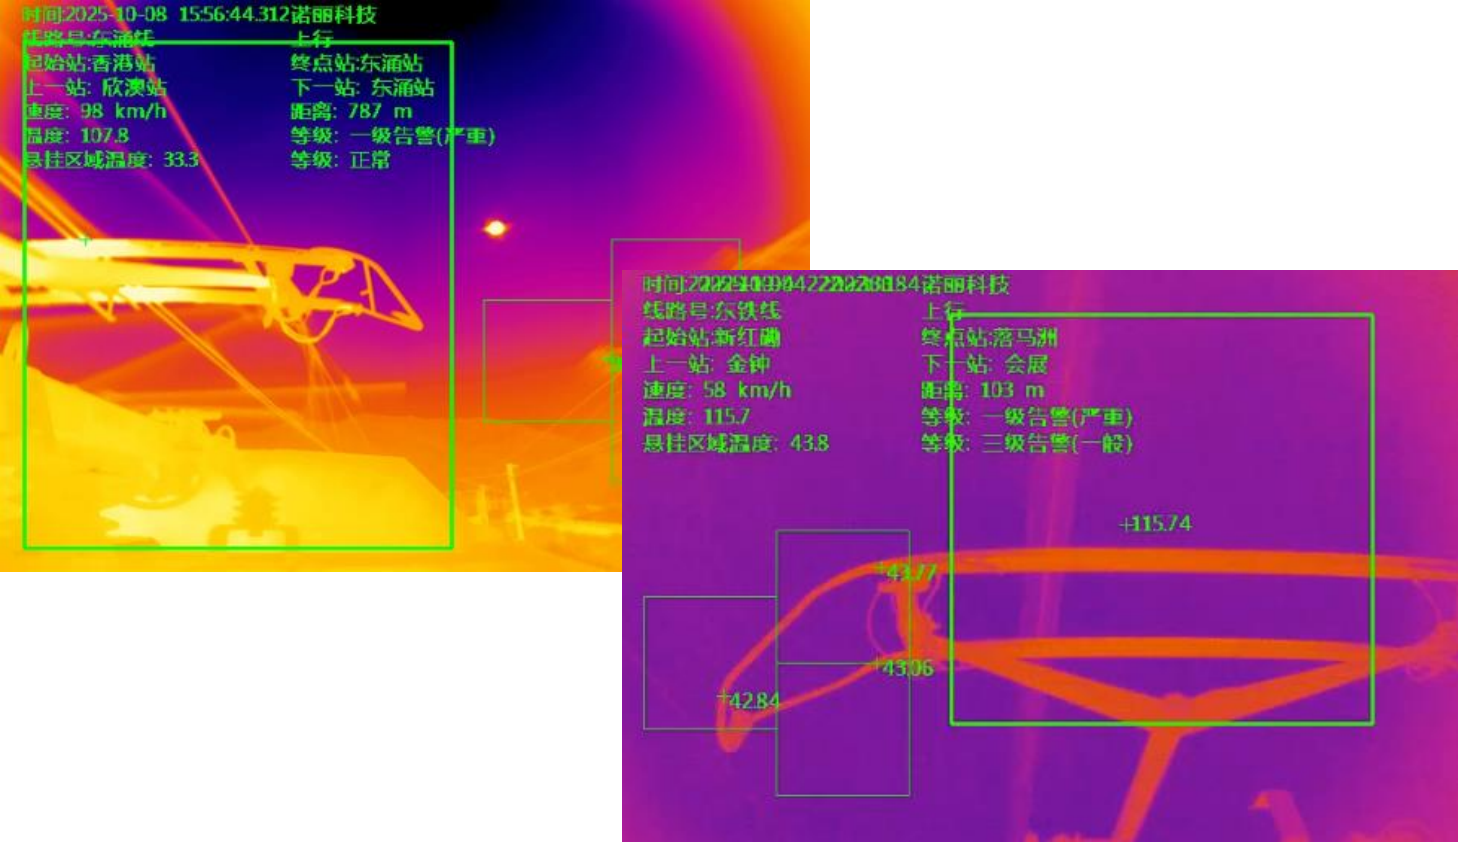 时间:2025-10-08 15:56:44.312诺丽科技
线路号:东涌线 上行
起始站:香港站 终点站:东涌站
上一站: 欣澳站 下一站: 东涌站
速度: 98 km/h 距离: 787 m
温度: 107.8 等级: 一级告警(严重)
悬挂区域温度: 33.3 等级: 正常
时间: 诺丽科技
线路号:东铁线 上行
起始站:新红磡 终点站:落马洲
上一站: 金钟 下一站: 会展
速度: 58 km/h 距离: 103 m
温度: 115.7 等级: 一级告警(严重)
悬挂区域温度: 43.8 等级: 三级告警(一般)
+115.74
+43.77
+43.06
+42.84